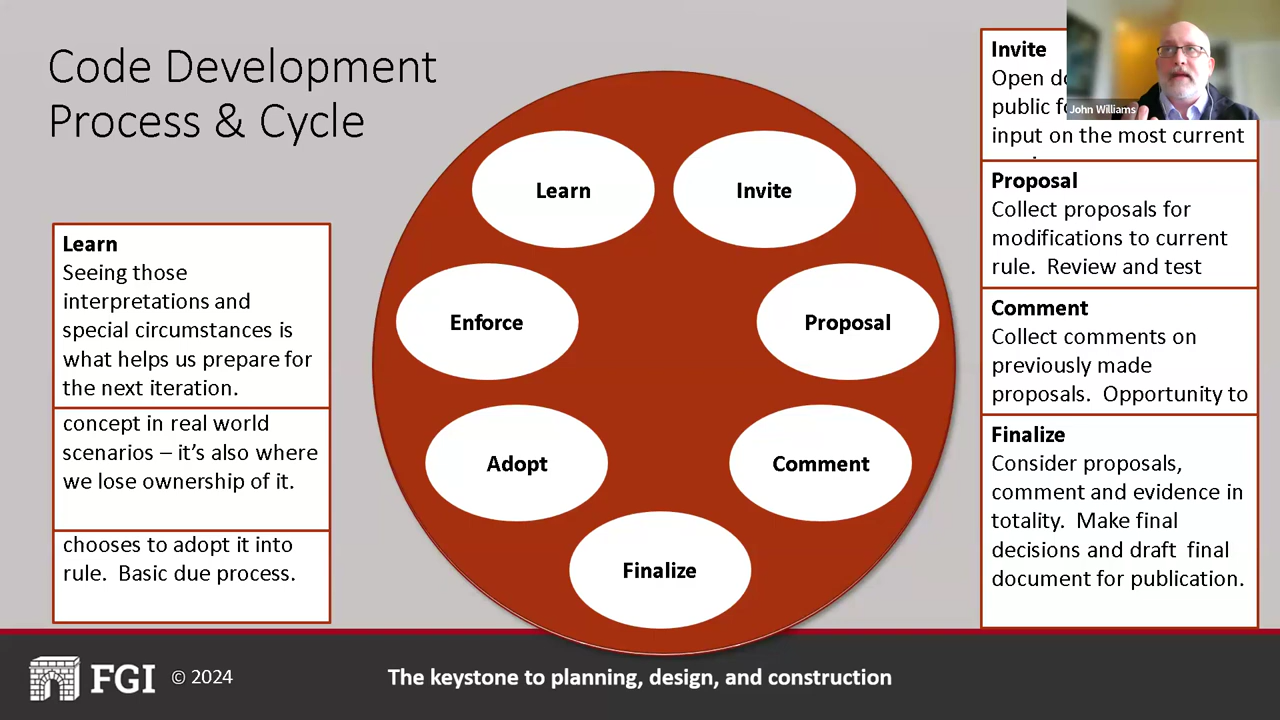 Code Development
Process & Cycle
Learn
Seeing those
interpretations and
special circumstances is
what helps us prepare for
the next iteration.
concept in real world
scenarios – it's also where
we lose ownership of it.
chooses to adopt it into
rule.  Basic due process.
Learn
Invite
Enforce
Proposal
Adopt
Comment
Finalize
Invite
Open
public
input on the most current
Proposal
Collect proposals for
modifications to current
rule.  Review and test
Comment
Collect comments on
previously made
proposals.  Opportunity to
Finalize
Consider proposals,
comment and evidence in
totality.  Make final
decisions and draft  final
document for publication.
John Williams
FGI © 2024
The keystone to planning, design, and construction